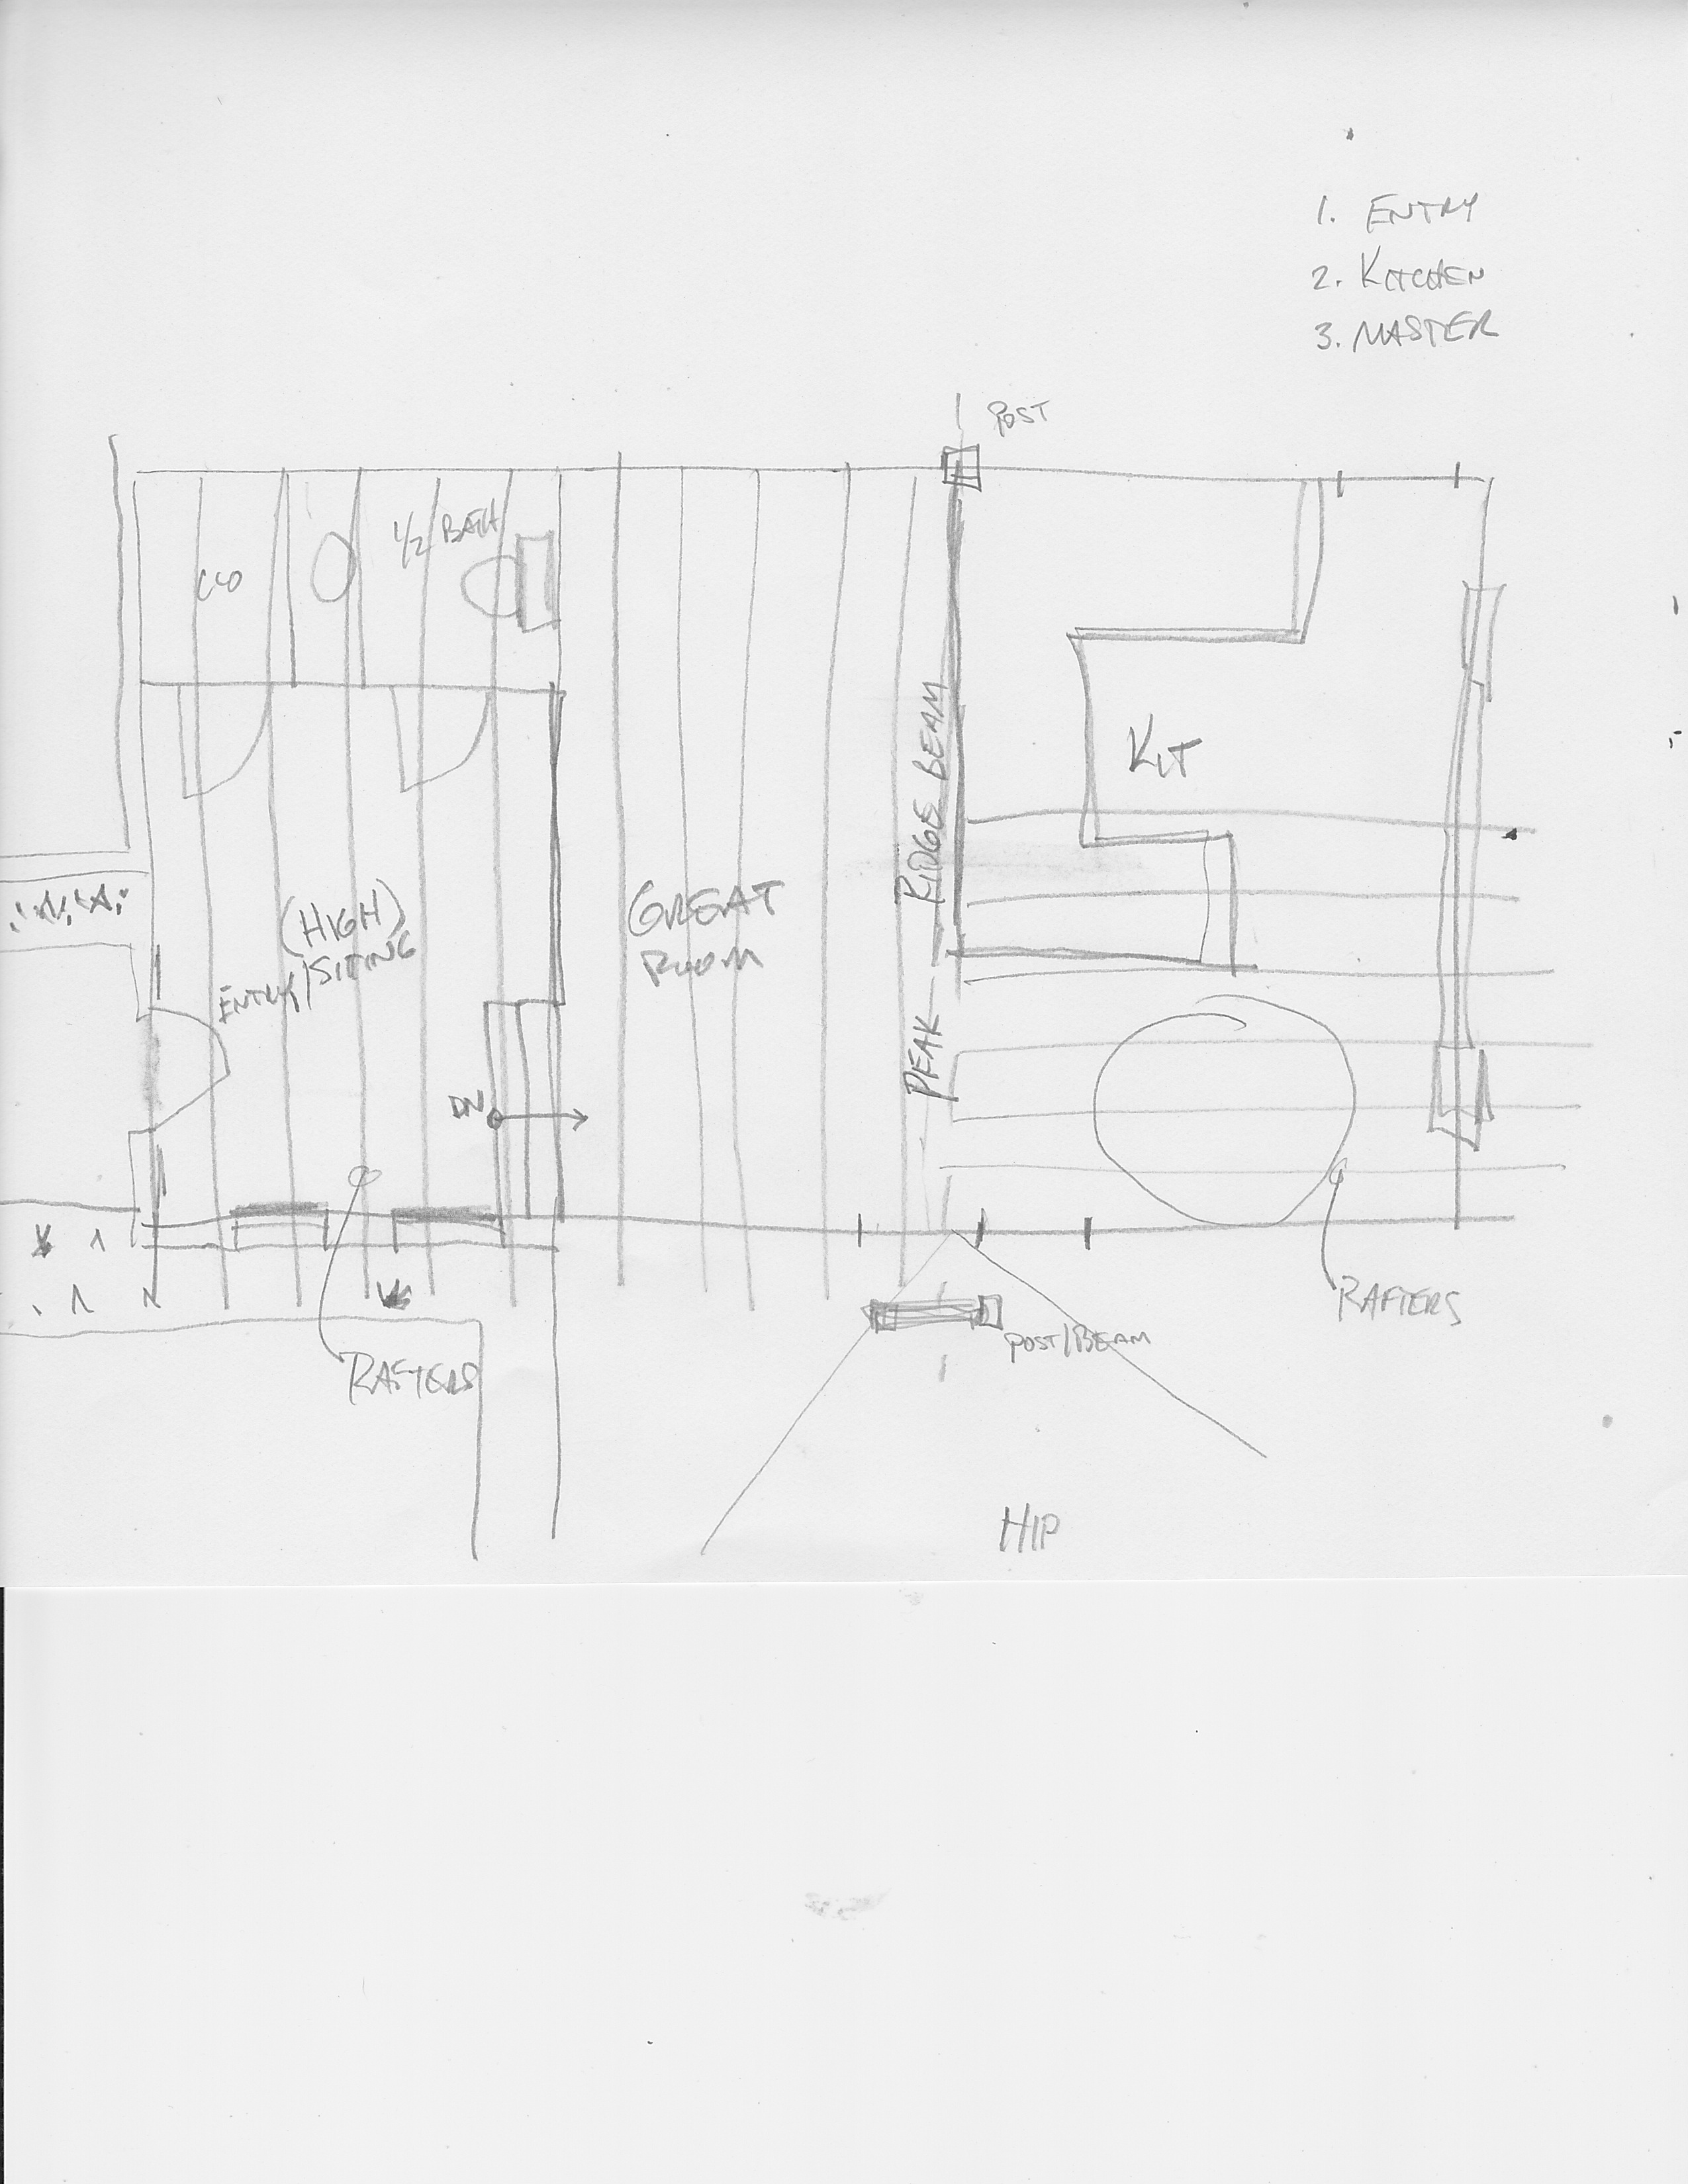 1. ENTRY
2. KITCHEN
3. MASTER
POST
1/2 BATH
CLO
KIT
PEAK — RIDGE BEAM
(HIGH)
ENTRY/SITING
GREAT
ROOM
DN
RAFTERS
POST/BEAM
RAFTERS
HIP